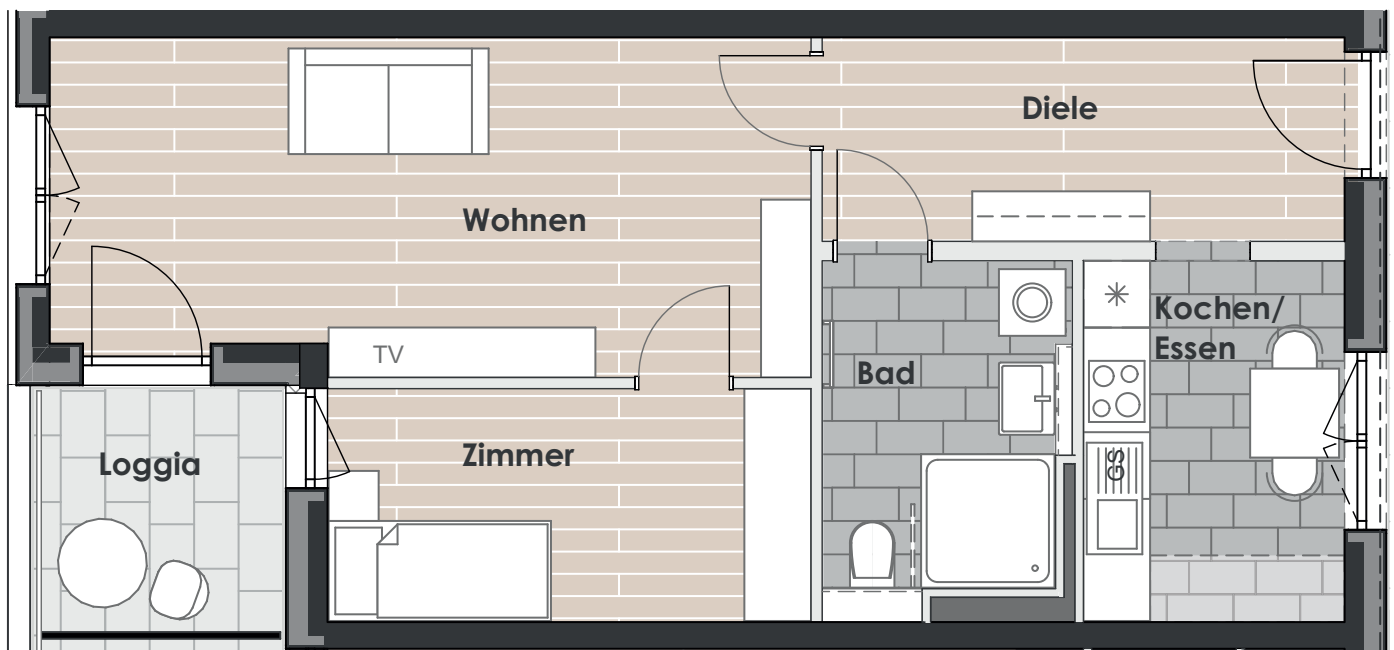 Diele
Wohnen
Kochen/
Essen
TV
Bad
Zimmer
Loggia
GS